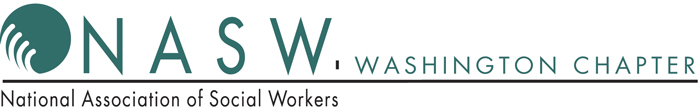 NASW. WASHINGTON CHAPTER
National Association of Social Workers